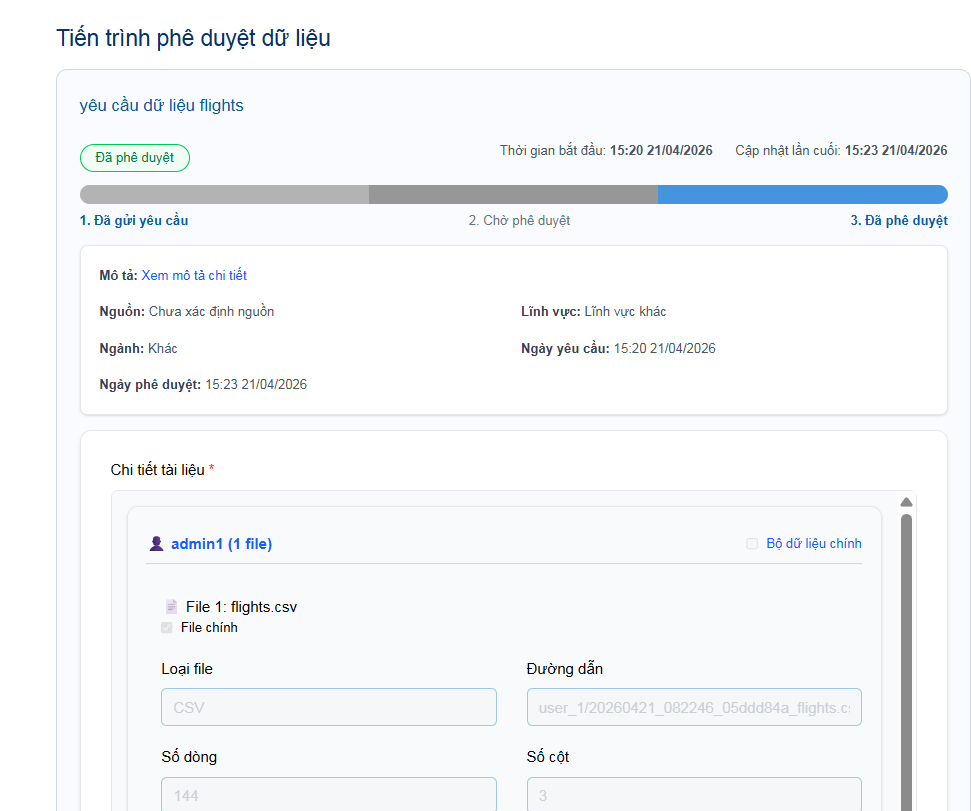 Tiến trình phê duyệt dữ liệu
yêu cầu dữ liệu flights
Đã phê duyệt
Thời gian bắt đầu: 15:20 21/04/2026 Cập nhật lần cuối: 15:23 21/04/2026
1. Đã gửi yêu cầu 2. Chờ phê duyệt 3. Đã phê duyệt
Mô tả: Xem mô tả chi tiết
Nguồn: Chưa xác định nguồn Lĩnh vực: Lĩnh vực khác
Ngành: Khác Ngày yêu cầu: 15:20 21/04/2026
Ngày phê duyệt: 15:23 21/04/2026
Chi tiết tài liệu *
admin1 (1 file) Bộ dữ liệu chính
File 1: flights.csv
File chính
Loại file Đường dẫn
CSV user_1/20260421_082246_05ddd84a_flights.c
Số dòng Số cột
144 3